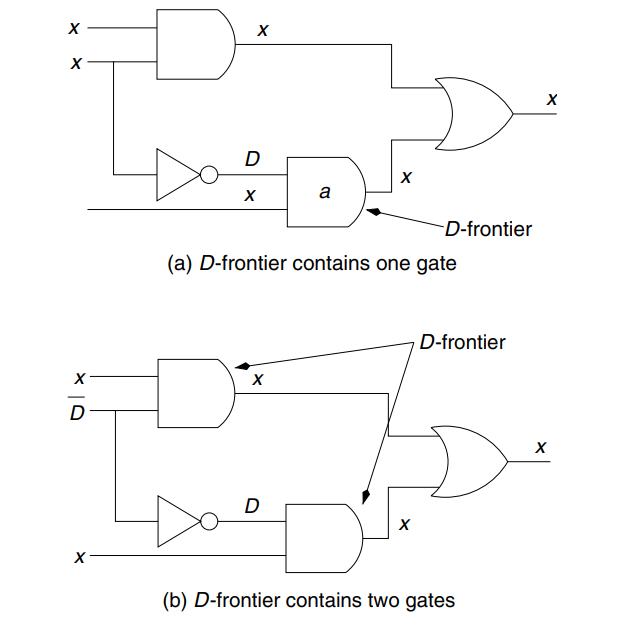 x
x
x
D
x
a
x
x
D-frontier
(a) D-frontier contains one gate
D-frontier
x
D̅
x
D
x
x
x
(b) D-frontier contains two gates